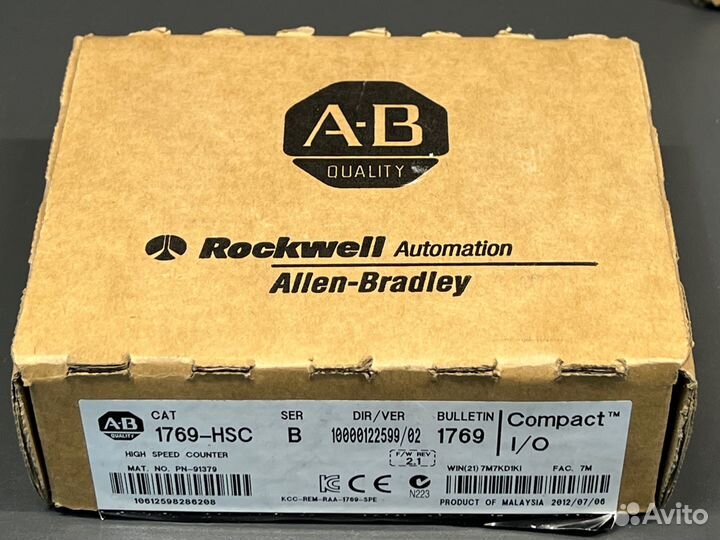 A-B
QUALITY
Rockwell Automation
Allen-Bradley
A-B
QUALITY
CAT
1769-HSC
SER
B
DIR/VER
10000122599/02
BULLETIN
1769
Compact™
I/O
HIGH SPEED COUNTER
F/W REV
2.1
MAT. NO. PN-91379
WIN(21) 7M7KD1KI
FAC. 7M
10612598286208
KCC-REM-RAA-1769-SPE
CE
N223
PRODUCT OF MALAYSIA 2012/07/06
Avito